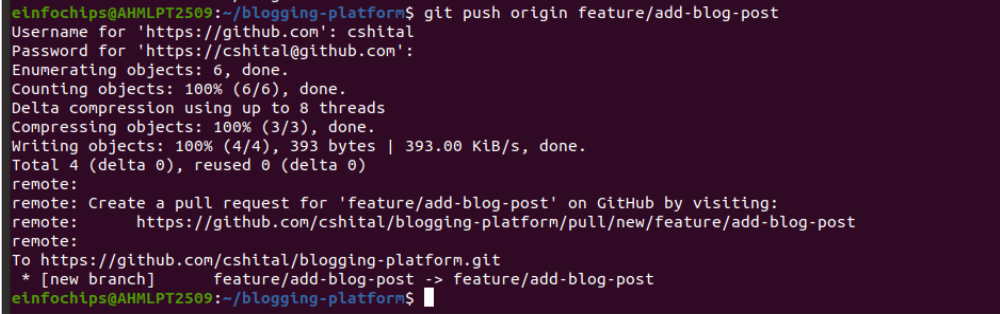 einfochips@AHMLPT2509:~/blogging-platform$ git push origin feature/add-blog-post
Username for 'https://github.com': cshital
Password for 'https://cshital@github.com':
Enumerating objects: 6, done.
Counting objects: 100% (6/6), done.
Delta compression using up to 8 threads
Compressing objects: 100% (3/3), done.
Writing objects: 100% (4/4), 393 bytes | 393.00 KiB/s, done.
Total 4 (delta 0), reused 0 (delta 0)
remote:
remote: Create a pull request for 'feature/add-blog-post' on GitHub by visiting:
remote:      https://github.com/cshital/blogging-platform/pull/new/feature/add-blog-post
remote:
To https://github.com/cshital/blogging-platform.git
 * [new branch]      feature/add-blog-post -> feature/add-blog-post
einfochips@AHMLPT2509:~/blogging-platform$